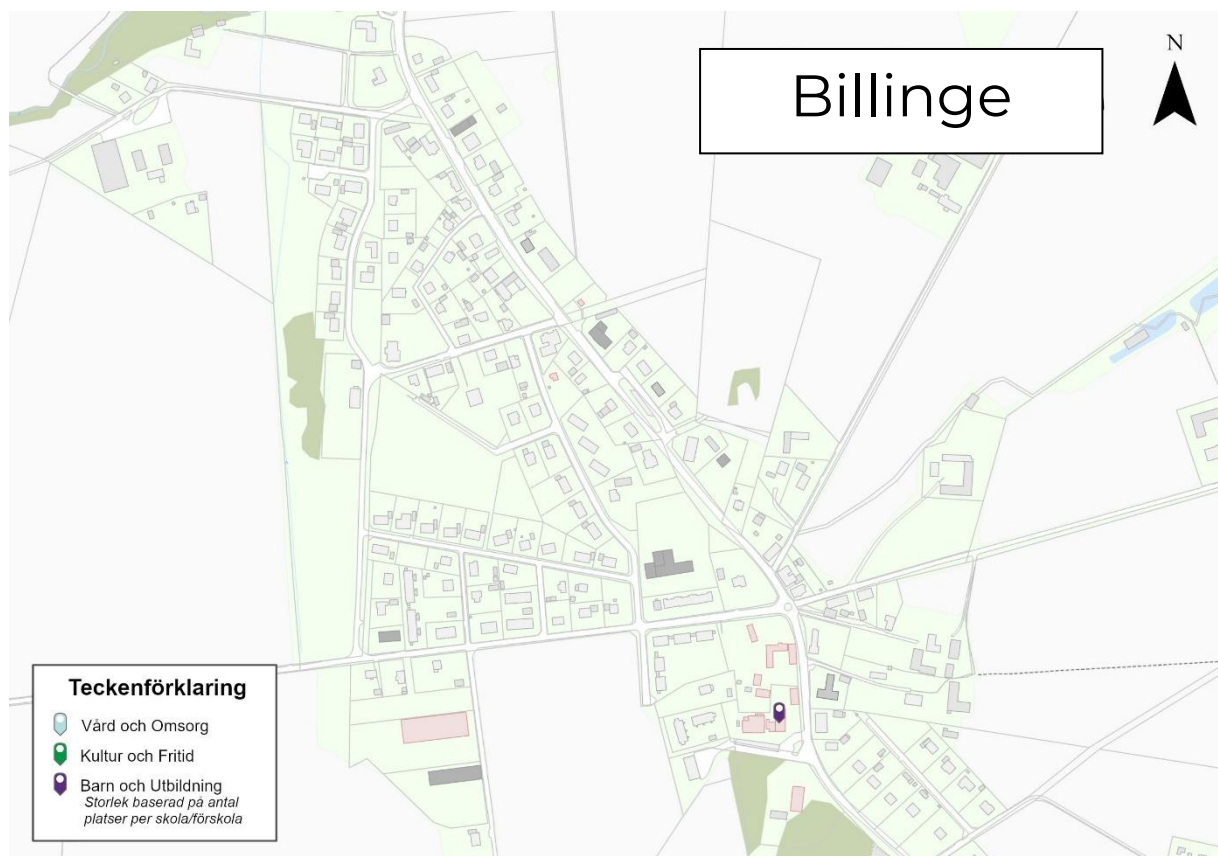 Billinge
N
Teckenförklaring
Vård och Omsorg
Kultur och Fritid
Barn och Utbildning
Storlek baserad på antal
platser per skola/förskola